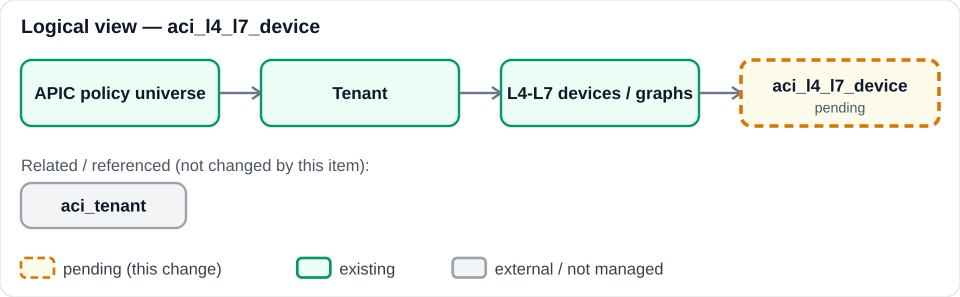 Logical view — aci_l4_l7_device
APIC policy universe
Tenant
L4-L7 devices / graphs
aci_l4_l7_device
pending
Related / referenced (not changed by this item):
aci_tenant
pending (this change)
existing
external / not managed